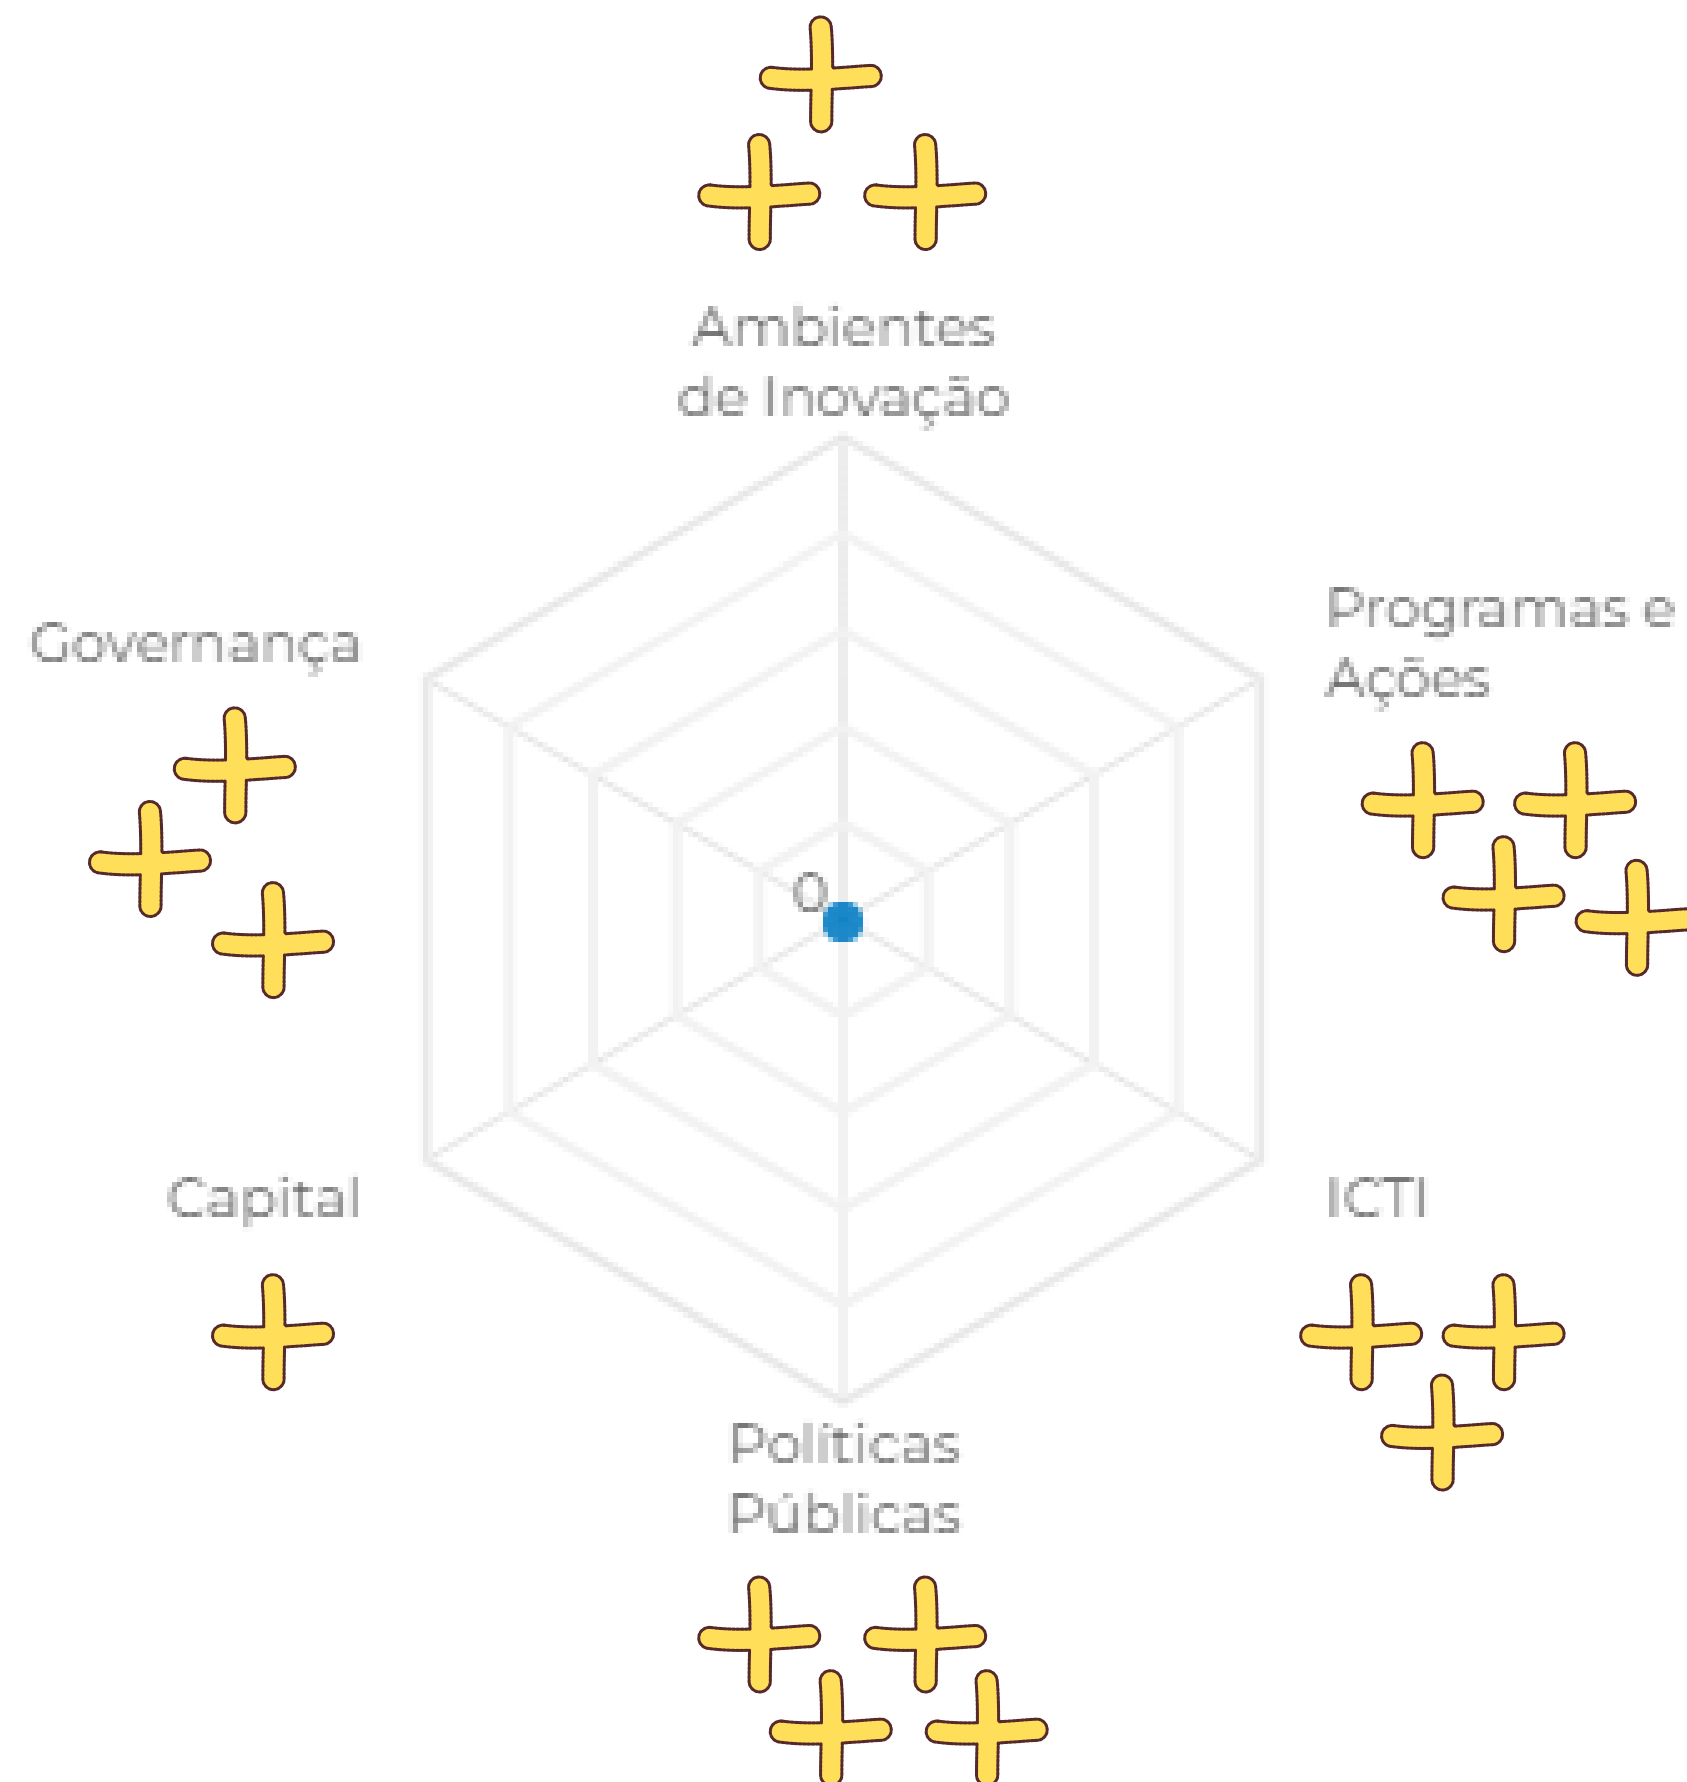 Ambientes
de Inovação
Governança
Programas e
Ações
0
Capital
ICTI
Políticas
Públicas